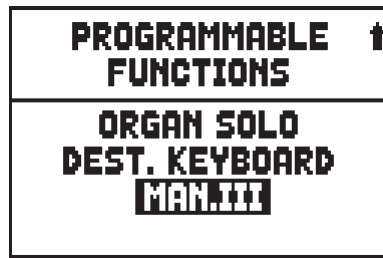 PROGRAMMABLE
FUNCTIONS
ORGAN SOLO
DEST. KEYBOARD
MAN.III